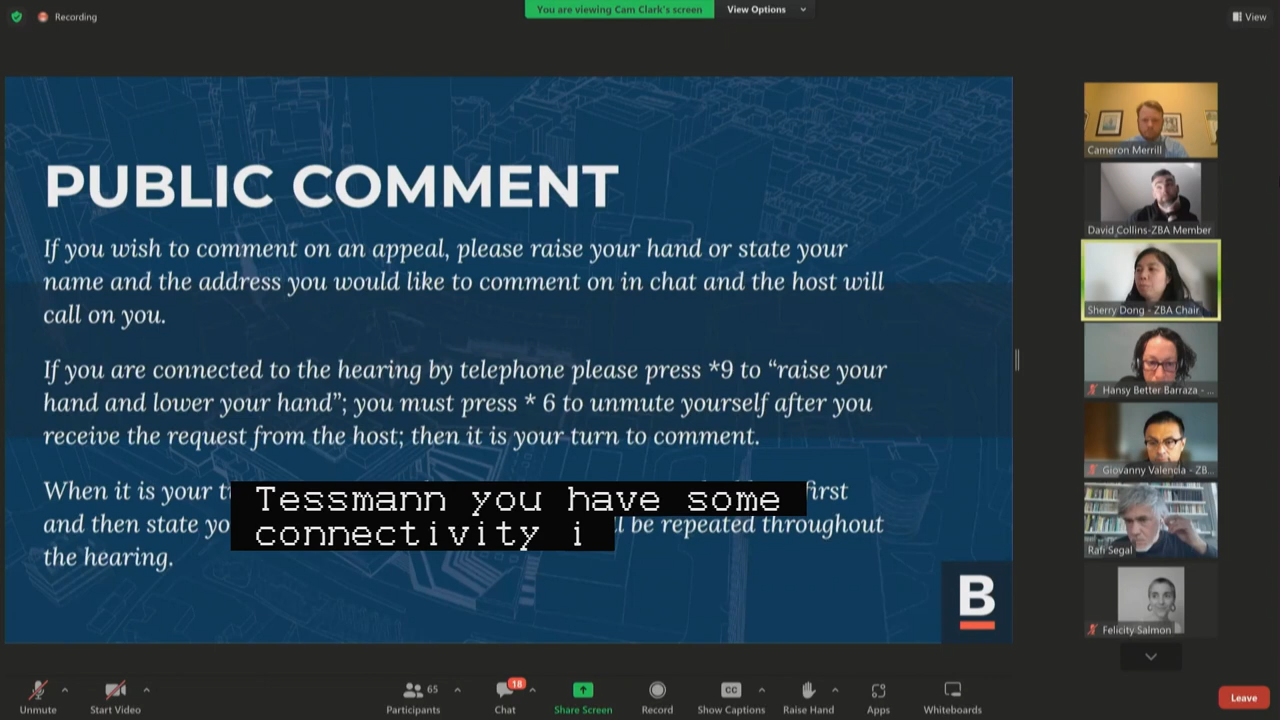 Recording
You are viewing Cam Clark's screen
View Options
View
PUBLIC COMMENT
If you wish to comment on an appeal, please raise your hand or state your
name and the address you would like to comment on in chat and the host will
call on you.
If you are connected to the hearing by telephone please press *9 to “raise your
hand and lower your hand”; you must press * 6 to unmute yourself after you
receive the request from the host; then it is your turn to comment.
When it is your first
and then state be repeated throughout
the hearing.
Tessmann you have some
connectivity i
B
Cameron Merrill
David Collins-ZBA Member
Sherry Dong - ZBA Chair
Hansy Better Barraza - ...
Giovanny Valencia - ZB...
Rafi Segal
Felicity Salmon
Unmute
Start Video
65
Participants
18
Chat
Share Screen
Record
CC
Show Captions
Raise Hand
Apps
Whiteboards
Leave